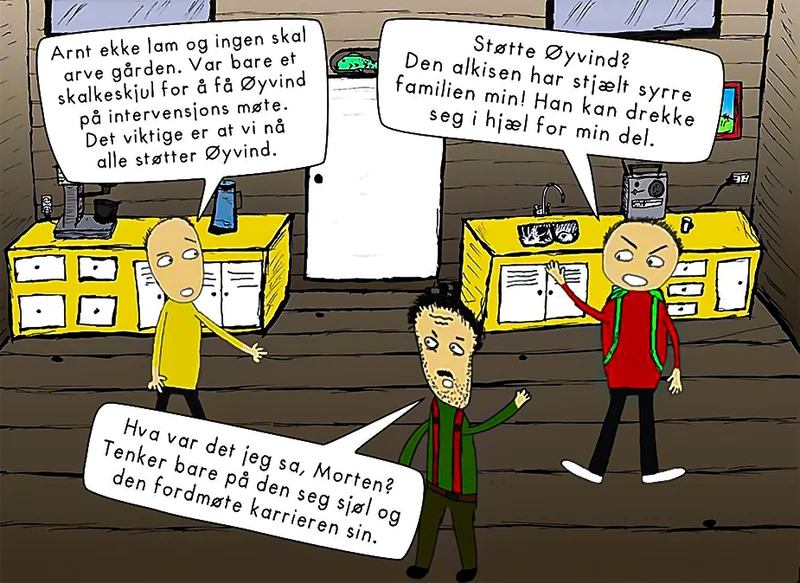 Arnt ekke lam og ingen skal
arve gården. Var bare et
skalkeskjul for å få Øyvind
på intervensjons møte.
Det viktige er at vi nå
alle støtter Øyvind.
Støtte Øyvind?
Den alkisen har stjælt syrre
familien min! Han kan drekke
seg i hjæl for min del.
Hva var det jeg sa, Morten?
Tenker bare på den seg sjøl og
den fordmøte karrieren sin.